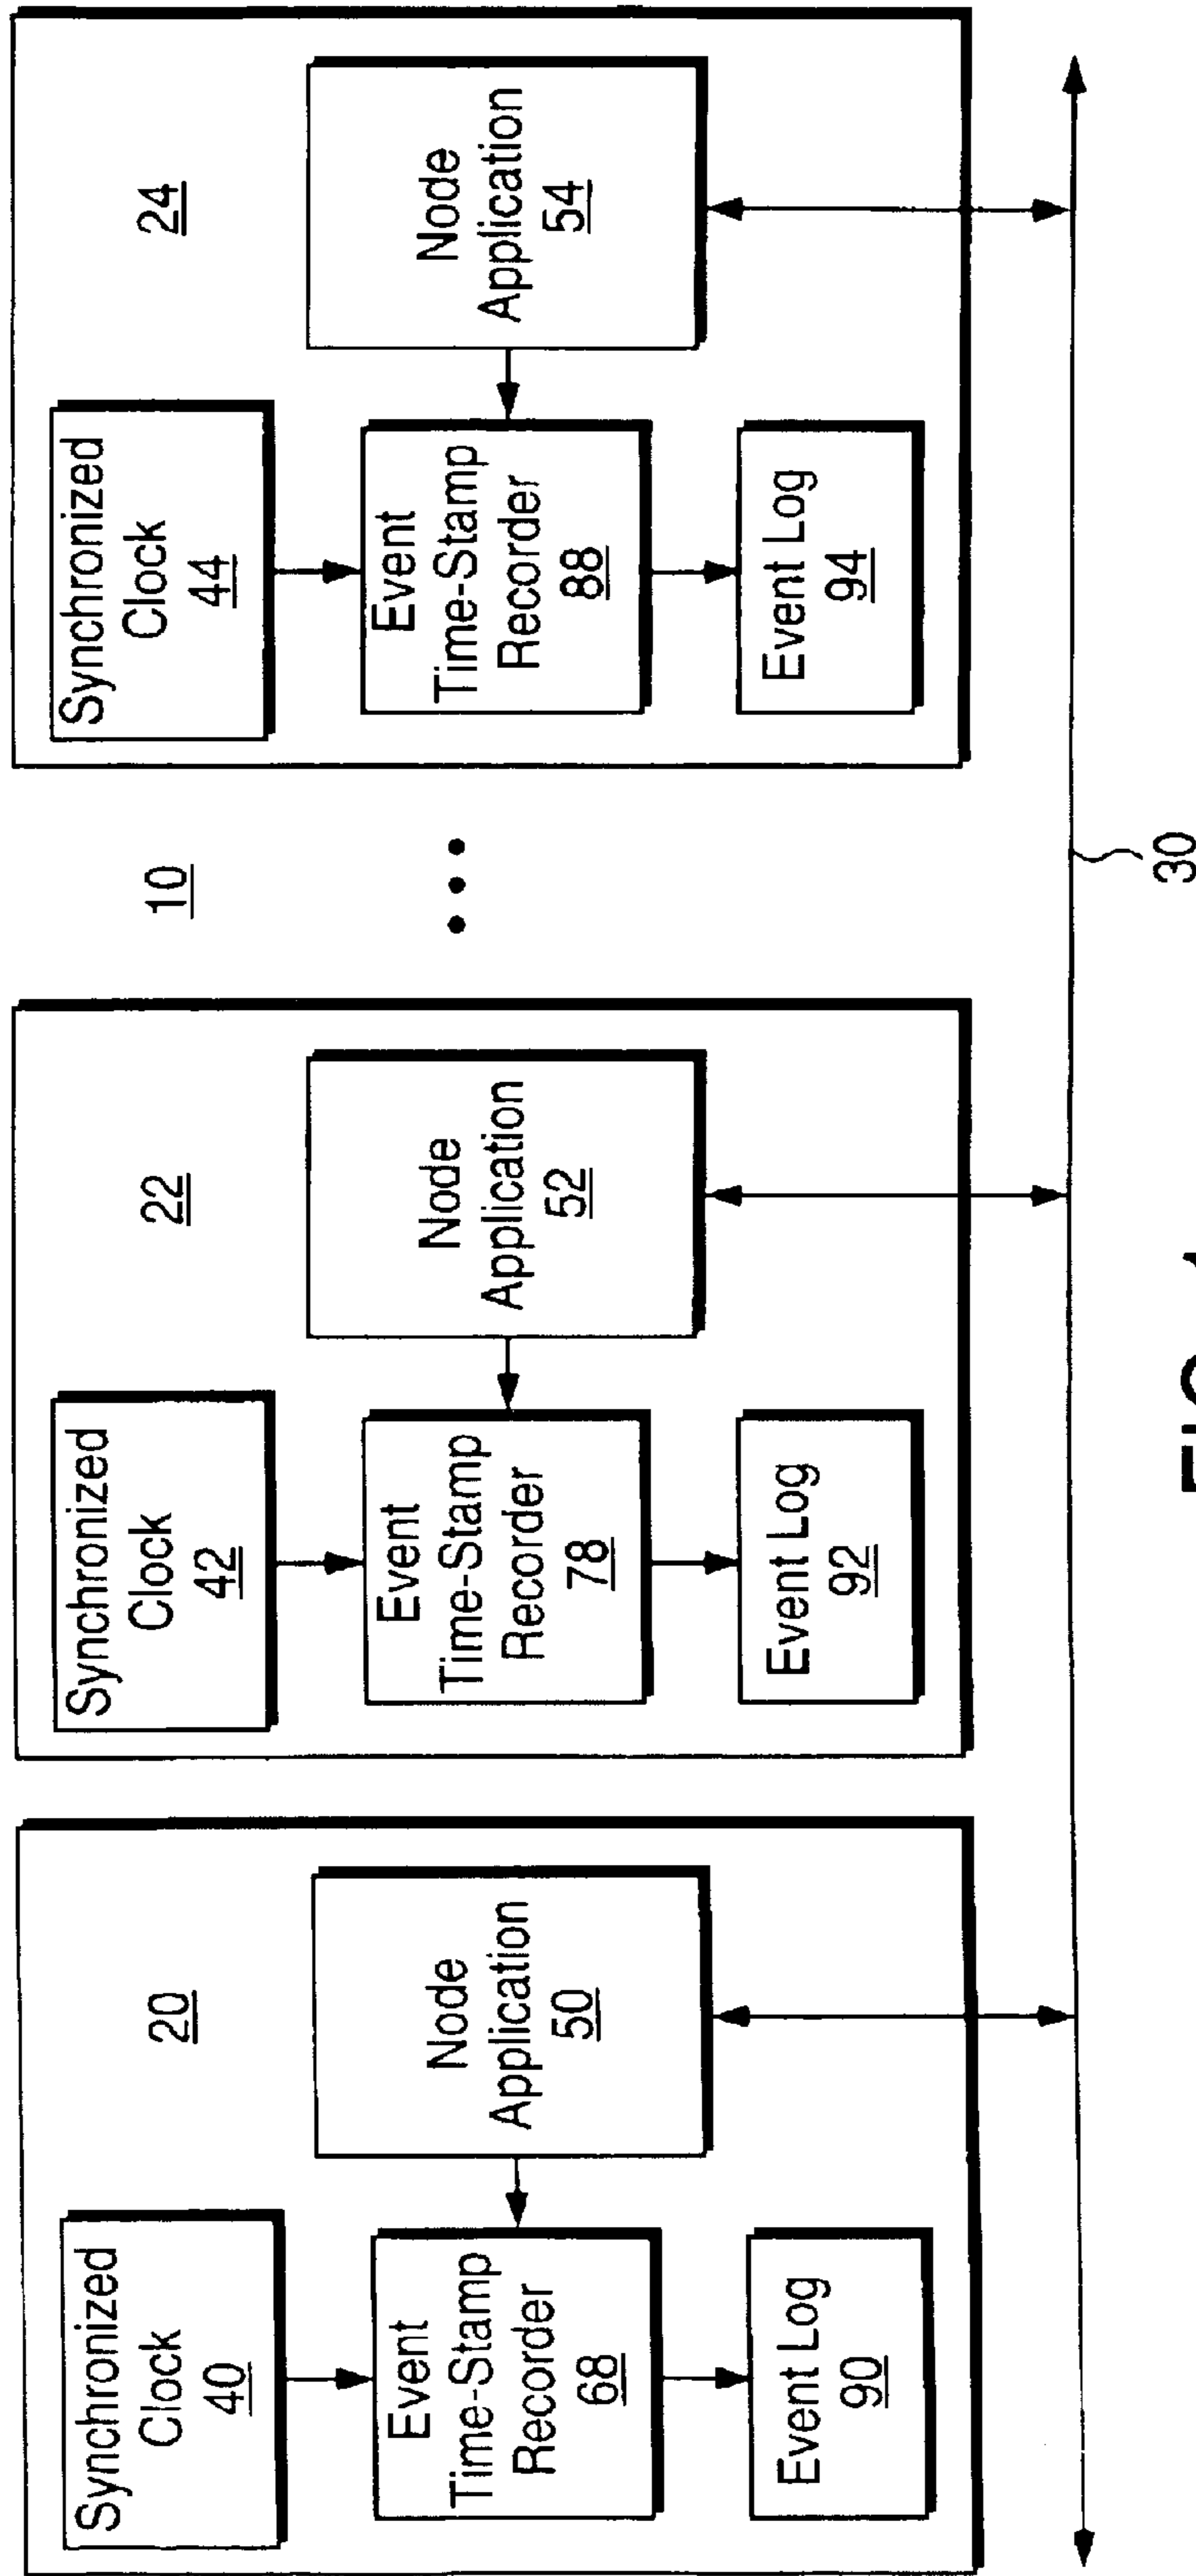 20
Synchronized
Clock
40
Node
Application
50
Event
Time-Stamp
Recorder
68
Event Log
90
22
Synchronized
Clock
42
Node
Application
52
Event
Time-Stamp
Recorder
78
Event Log
92
10
24
Synchronized
Clock
44
Node
Application
54
Event
Time-Stamp
Recorder
88
Event Log
94
30
FIG.